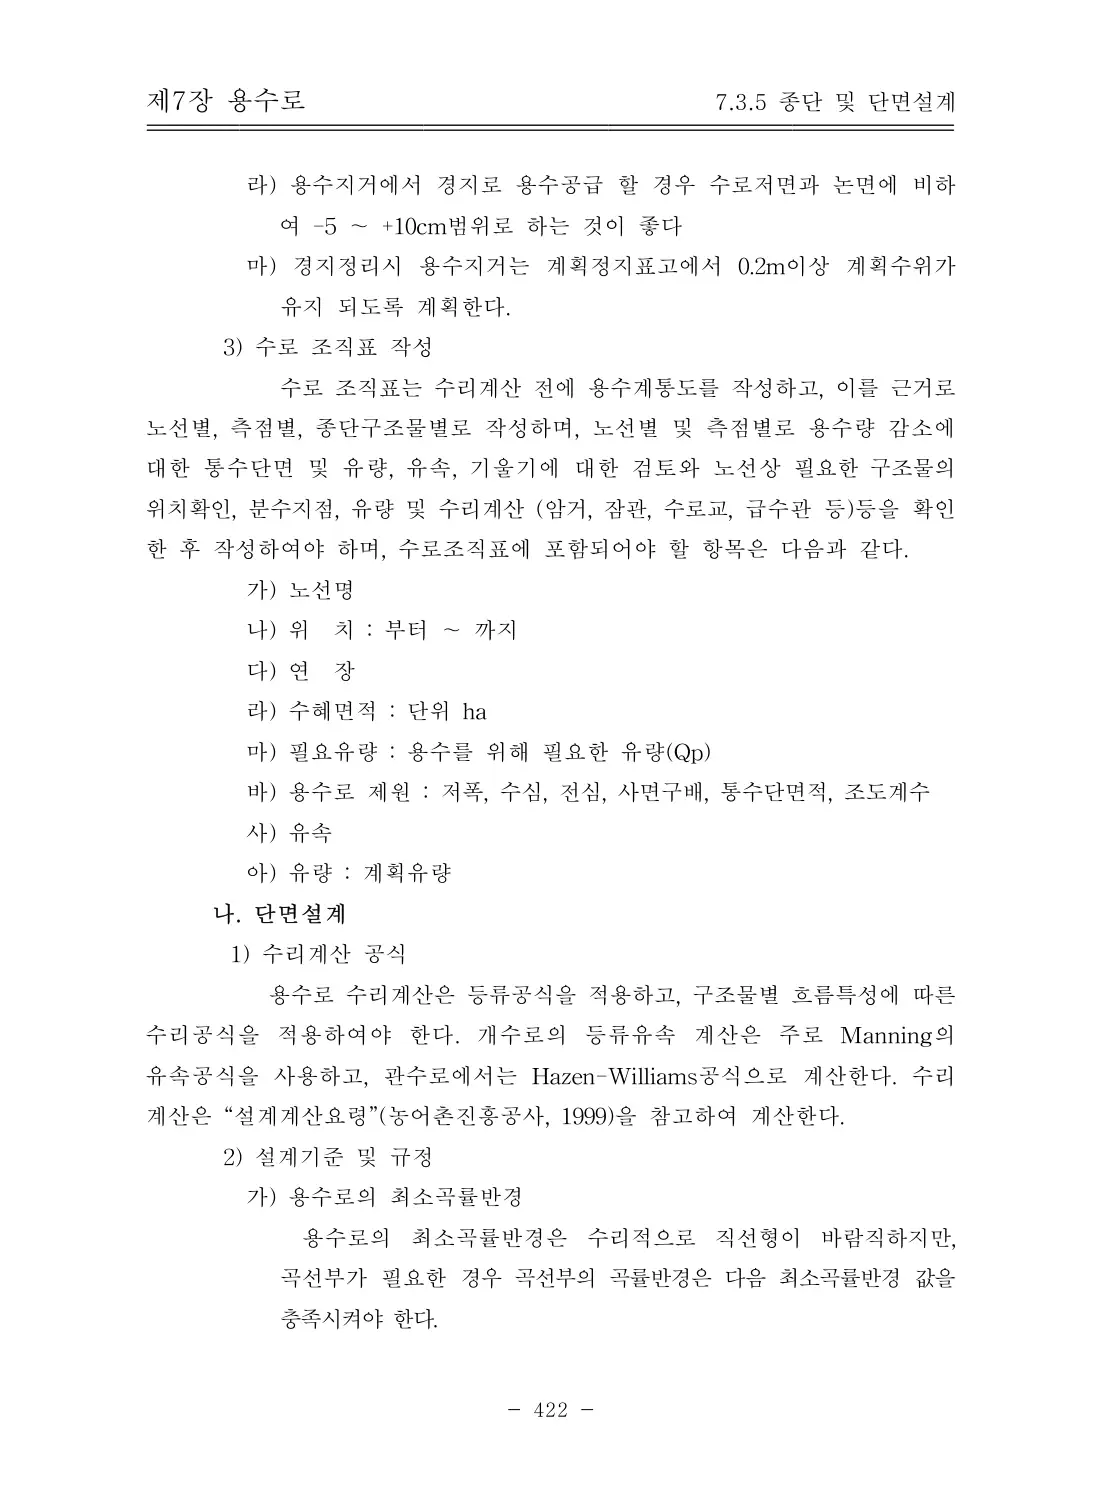 제7장 용수로
7.3.5 종단 및 단면설계
라) 용수지거에서 경지로 용수공급 할 경우 수로저면과 논면에 비하
여 -5 ~ +10cm범위로 하는 것이 좋다
마) 경지정리시 용수지거는 계획정지표고에서 0.2m이상 계획수위가
유지 되도록 계획한다.
3) 수로 조직표 작성
수로 조직표는 수리계산 전에 용수계통도를 작성하고, 이를 근거로
노선별, 측점별, 종단구조물별로 작성하며, 노선별 및 측점별로 용수량 감소에
대한 통수단면 및 유량, 유속, 기울기에 대한 검토와 노선상 필요한 구조물의
위치확인, 분수지점, 유량 및 수리계산 (암거, 잠관, 수로교, 급수관 등)등을 확인
한 후 작성하여야 하며, 수로조직표에 포함되어야 할 항목은 다음과 같다.
가) 노선명
나) 위 치 : 부터 ~ 까지
다) 연 장
라) 수혜면적 : 단위 ha
마) 필요유량 : 용수를 위해 필요한 유량(Qp)
바) 용수로 제원 : 저폭, 수심, 전심, 사면구배, 통수단면적, 조도계수
사) 유속
아) 유량 : 계획유량
나. 단면설계
1) 수리계산 공식
용수로 수리계산은 등류공식을 적용하고, 구조물별 흐름특성에 따른
수리공식을 적용하여야 한다. 개수로의 등류유속 계산은 주로 Manning의
유속공식을 사용하고, 관수로에서는 Hazen-Williams공식으로 계산한다. 수리
계산은 “설계계산요령”(농어촌진흥공사, 1999)을 참고하여 계산한다.
2) 설계기준 및 규정
가) 용수로의 최소곡률반경
용수로의 최소곡률반경은 수리적으로 직선형이 바람직하지만,
곡선부가 필요한 경우 곡선부의 곡률반경은 다음 최소곡률반경 값을
충족시켜야 한다.
- 422 -